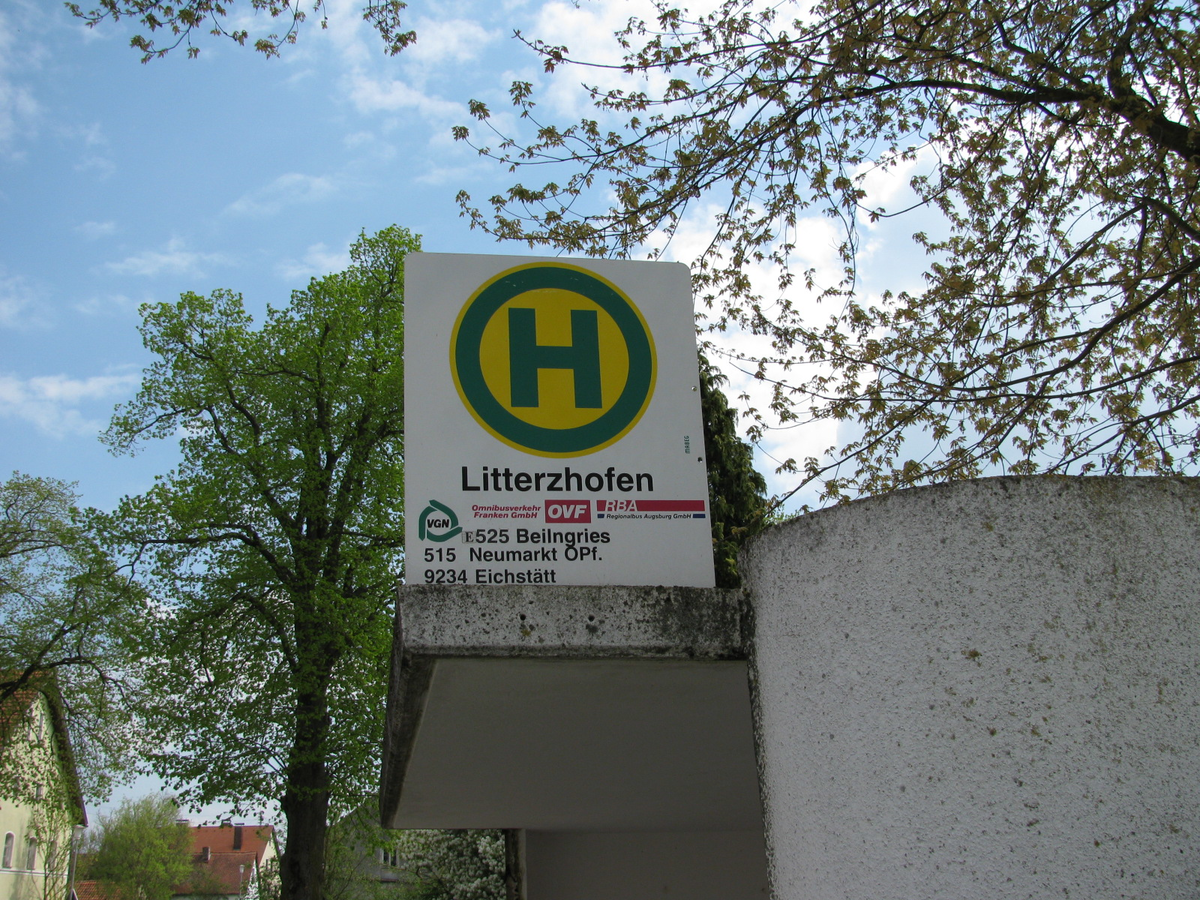 H
Litterzhofen
VGN
Omnibusverkehr
Franken GmbH
OVF
RBA
Regionalbus Augsburg GmbH
E525 Beilngries
515 Neumarkt OPf.
9234 Eichstätt